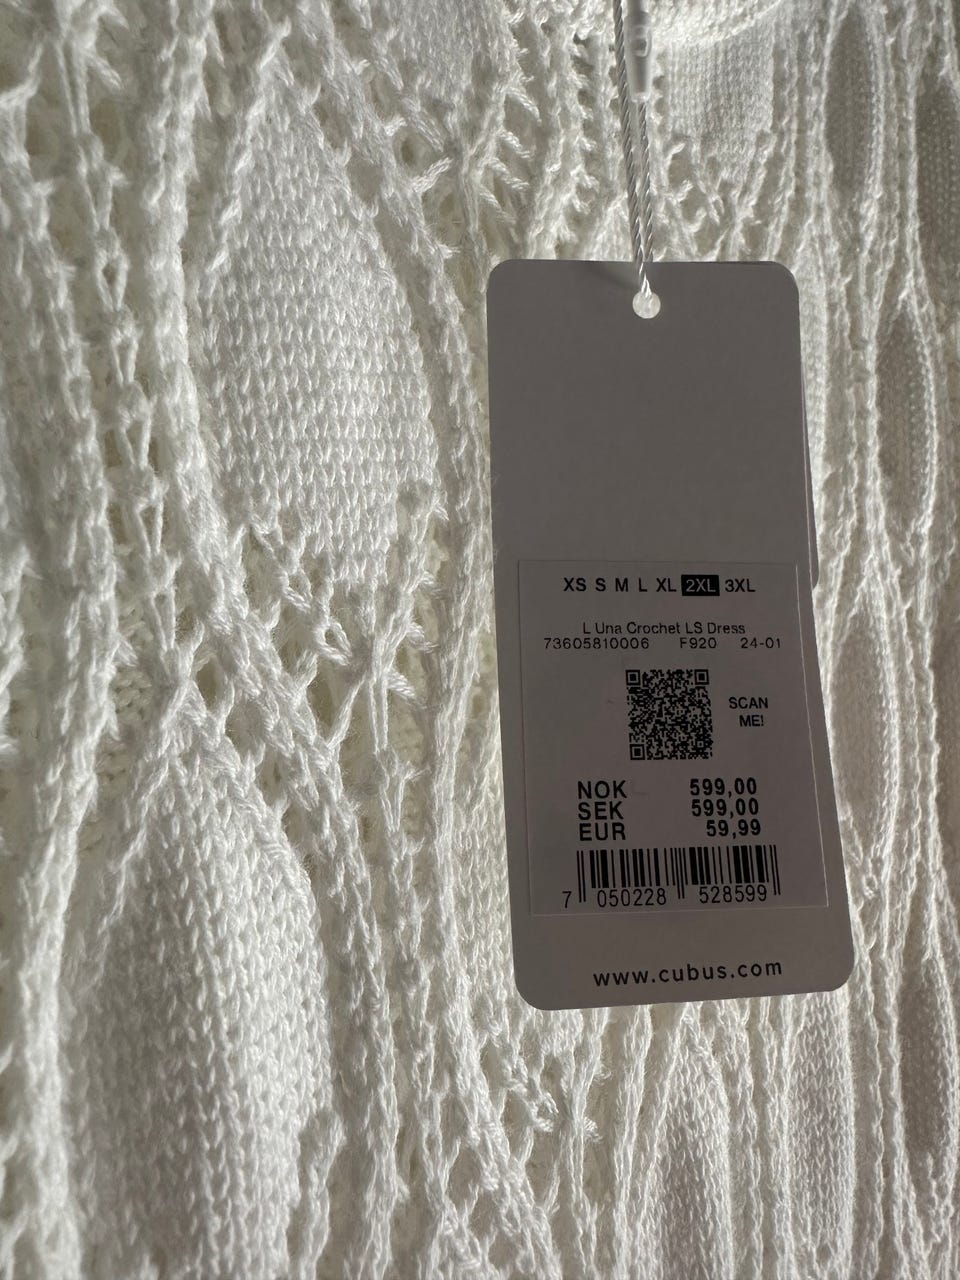 XS S M L XL 2XL 3XL
L Una Crochet LS Dress
73605810006 F920 24-01
SCAN
ME!
NOK 599,00
SEK 599,00
EUR 59,99
7 050228 528599
www.cubus.com